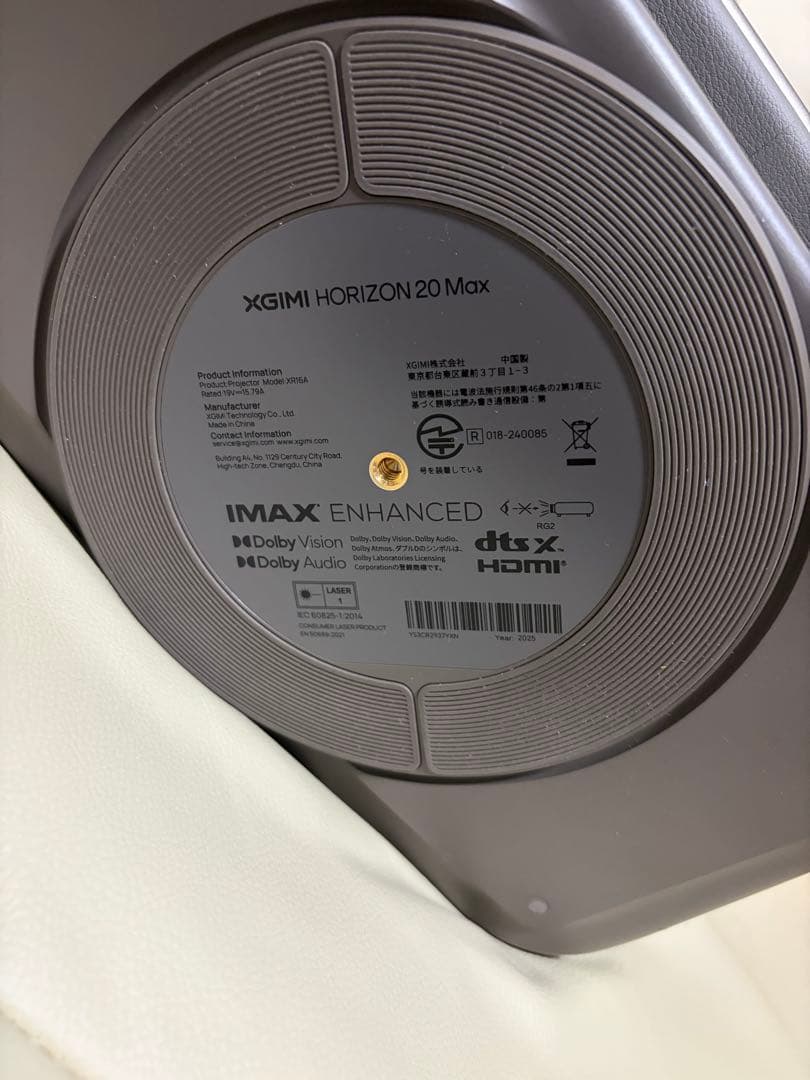 XGIMI HORIZON 20 Max
Product Information
Product:Projector Model:XR16A
Rated:19V⎓15.79A
Manufacturer
XGIMI Technology Co., Ltd.
Made in China
Contact Information
service@xgimi.com www.xgimi.com
Building A4, No. 1129 Century City Road,
High-tech Zone, Chengdu, China
XGIMI株式会社 中国製
東京都台東区蔵前3丁目1-3
当該機器には電波法施行規則第46条の2第1項五に
基づく誘導式読み書き通信設備:第
R 018-240085
号を装着している
IMAX ENHANCED
RG2
Dolby Vision
Dolby Audio
Dolby, Dolby Vision, Dolby Audio,
Dolby Atmos, ダブルDのシンボルは、
Dolby Laboratories Licensing
Corporationの登録商標です。
dts X™
HDMI®
LASER
1
IEC 60825-1:2014
CONSUMER LASER PRODUCT
EN 50689:2021
YS3CR2937YXN Year: 2025